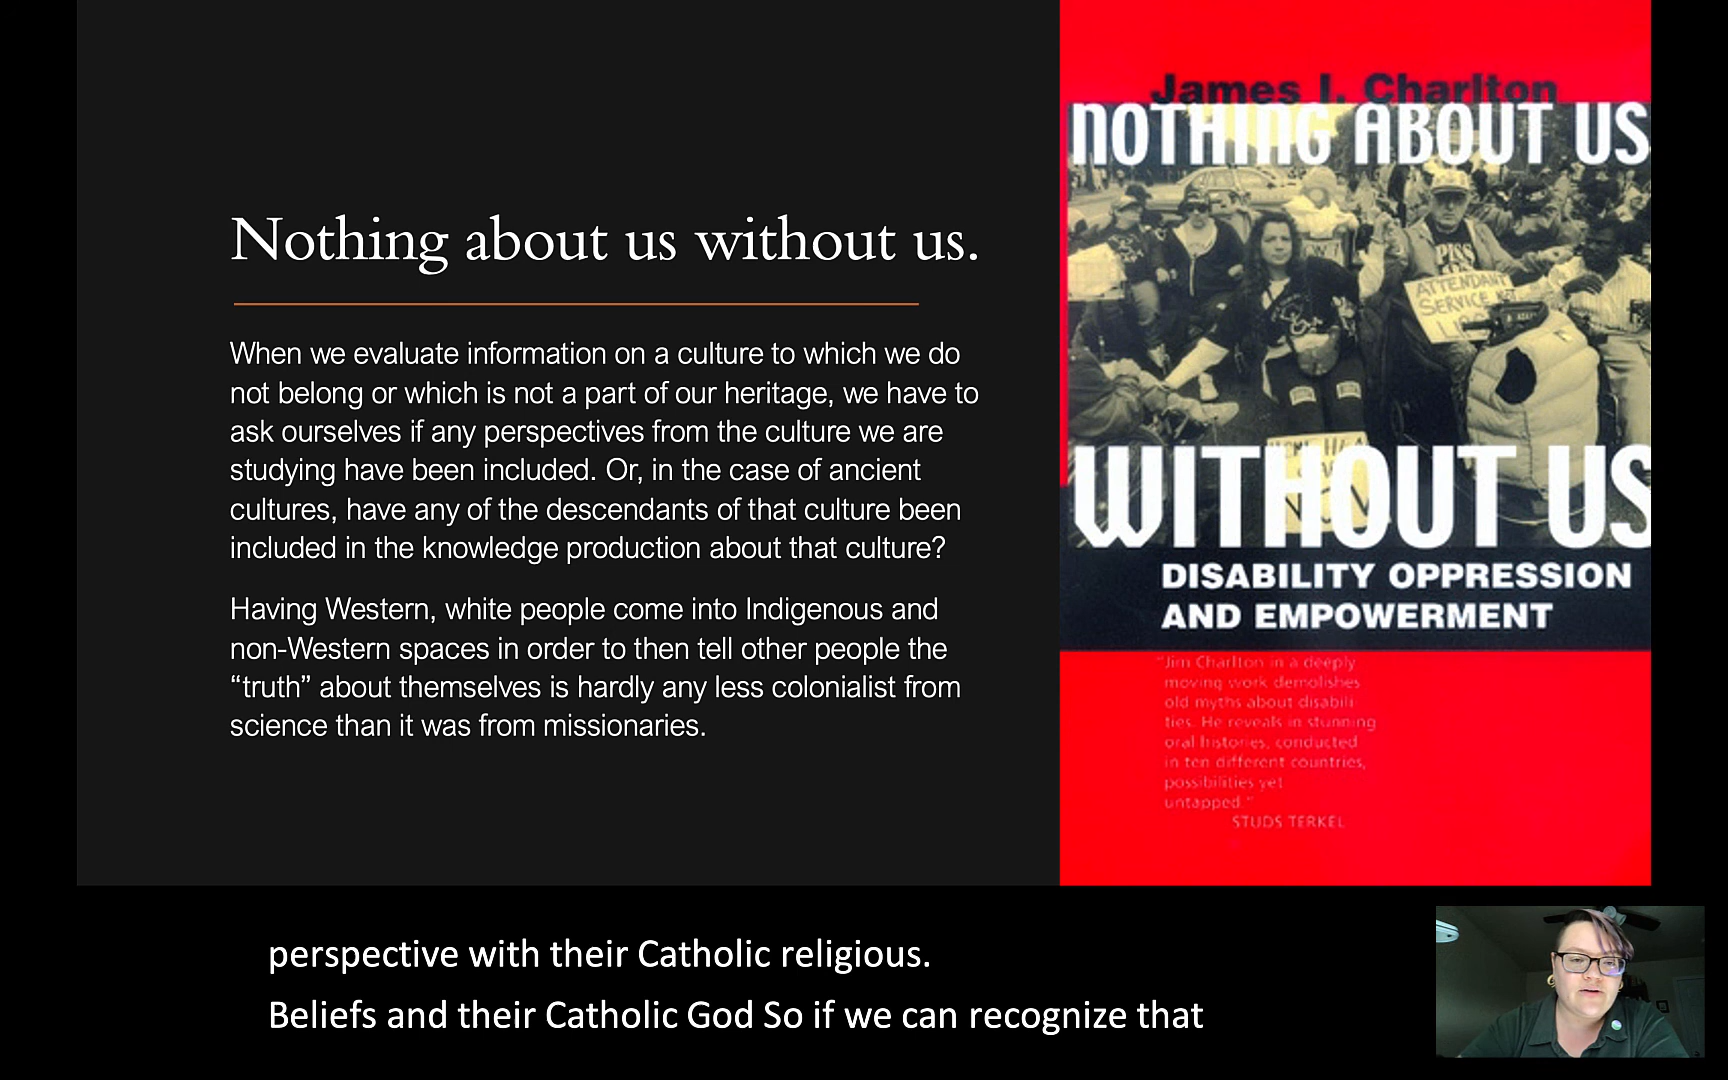 Nothing about us without us.
When we evaluate information on a culture to which we do
not belong or which is not a part of our heritage, we have to
ask ourselves if any perspectives from the culture we are
studying have been included. Or, in the case of ancient
cultures, have any of the descendants of that culture been
included in the knowledge production about that culture?
Having Western, white people come into Indigenous and
non-Western spaces in order to then tell other people the
“truth” about themselves is hardly any less colonialist from
science than it was from missionaries.
James I. Charlton
NOTHING ABOUT US
PISS
ATTENDANT
SERVICE
WITHOUT US
DISABILITY OPPRESSION
AND EMPOWERMENT
"Jim Charlton in a deeply
moving work demolishes
old myths about disabili
ties. He reveals in stunning
oral histories, conducted
in ten different countries,
possibilities yet
untapped."
STUDS TERKEL
perspective with their Catholic religious.
Beliefs and their Catholic God So if we can recognize that